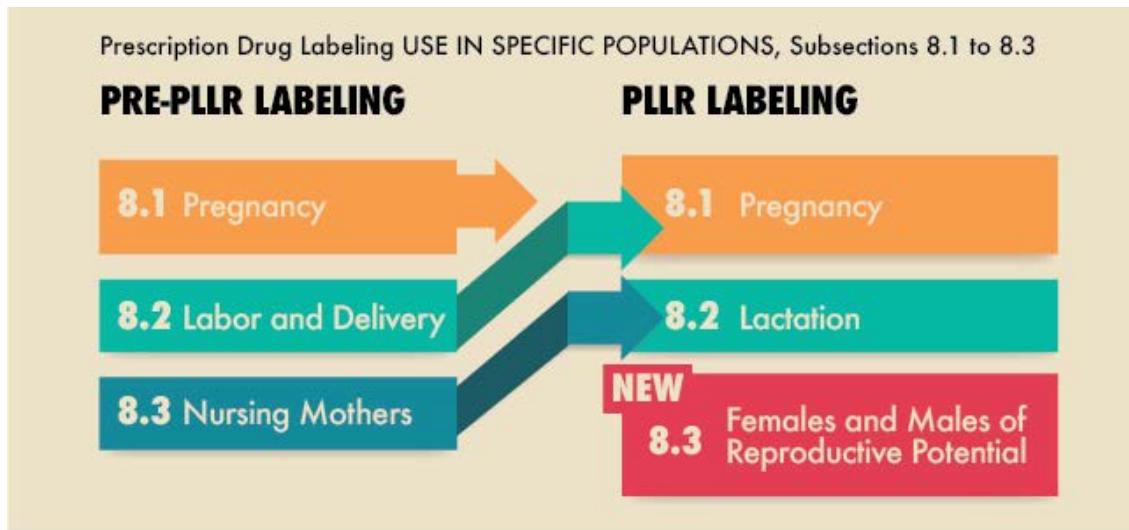 Prescription Drug Labeling USE IN SPECIFIC POPULATIONS, Subsections 8.1 to 8.3
PRE-PLLR LABELING
8.1 Pregnancy
8.2 Labor and Delivery
8.3 Nursing Mothers
PLLR LABELING
8.1 Pregnancy
8.2 Lactation
NEW
8.3 Females and Males of
Reproductive Potential